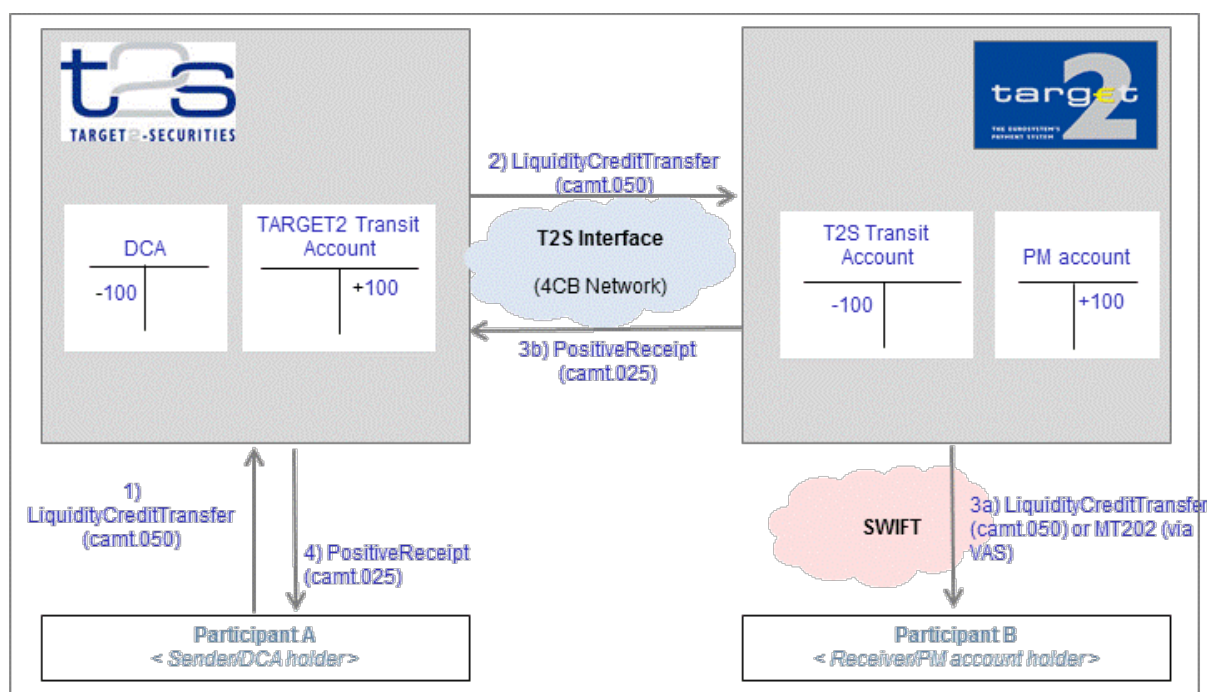 t2s
TARGET2-SECURITIES
target
2
THE EUROSYSTEM'S
PAYMENT SYSTEM
2) LiquidityCreditTransfer
(camt.050)
DCA
-100
TARGET2 Transit
Account
+100
T2S Interface
(4CB Network)
T2S Transit
Account
-100
PM account
+100
3b) PositiveReceipt
(camt.025)
1)
LiquidityCreditTransfer
(camt.050)
4) PositiveReceipt
(camt.025)
SWIFT
3a) LiquidityCreditTransfer
(camt.050) or MT202 (via
VAS)
Participant A
< Sender/DCA holder>
Participant B
< Receiver/PM account holder>